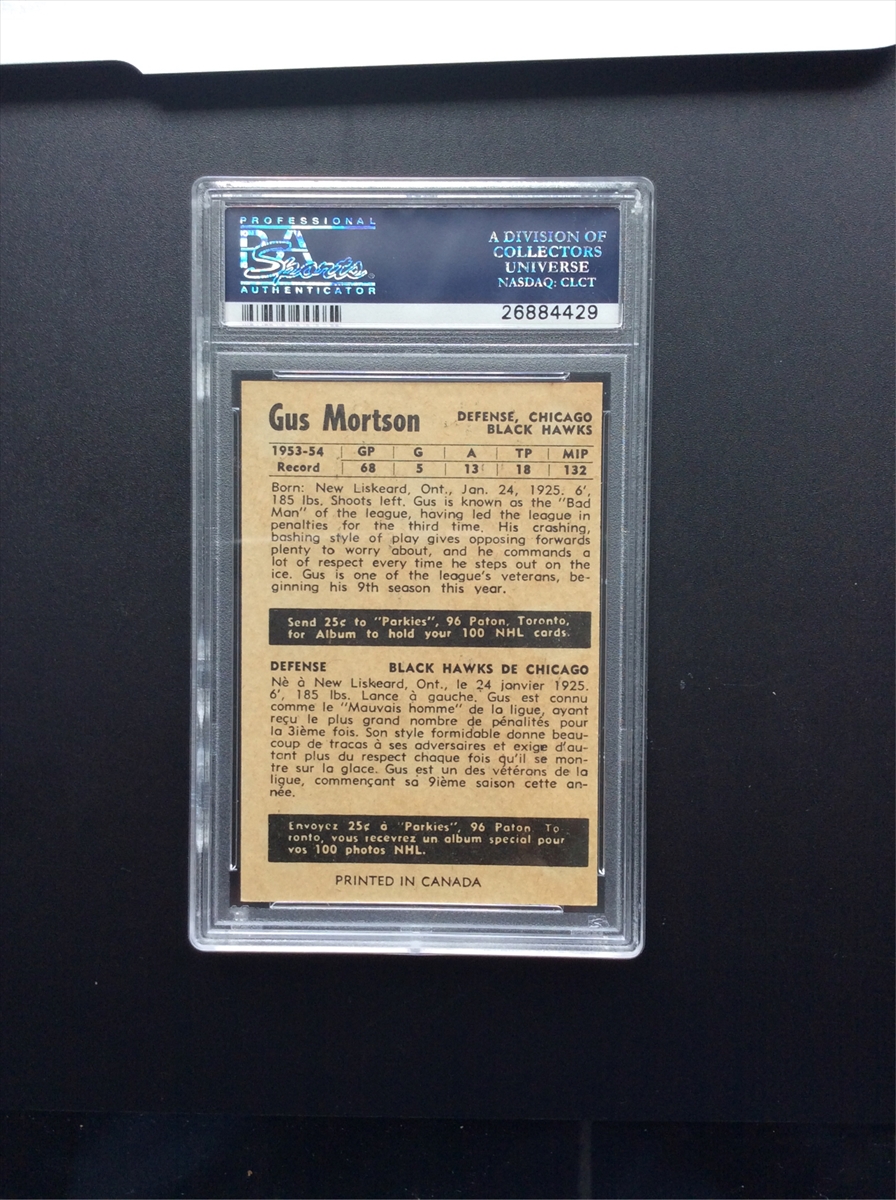 PROFESSIONAL
PSA
Sports
AUTHENTICATOR
A DIVISION OF
COLLECTORS
UNIVERSE
NASDAQ: CLCT
26884429
Gus Mortson
DEFENSE, CHICAGO
BLACK HAWKS
1953-54 GP G A TP MIP
Record 68 5 13 18 132
Born: New Liskeard, Ont., Jan. 24, 1925. 6',
185 lbs. Shoots left. Gus is known as the "Bad
Man" of the league, having led the league in
penalties for the third time. His crashing,
bashing style of play gives opposing forwards
plenty to worry about, and he commands a
lot of respect every time he steps out on the
ice. Gus is one of the league's veterans, be-
ginning his 9th season this year.
Send 25c to "Parkies", 96 Paton, Toronto,
for Album to hold your 100 NHL cards.
DEFENSE BLACK HAWKS DE CHICAGO
Nè à New Liskeard, Ont., le 24 janvier 1925.
6', 185 lbs. Lance à gauche. Gus est connu
comme le "Mauvais homme" de la ligue, ayant
reçu le plus grand nombre de pénalités pour
la 3ième fois. Son style formidable donne beau-
coup de tracas à ses adversaires et exige d'au-
tant plus du respect chaque fois qu'il se mon-
tre sur la glace. Gus est un des vétérans de la
ligue, commençant sa 9ième saison cette an-
née.
Envoyez 25c à "Parkies", 96 Paton To
ronto, vous recevrez un album special pour
vos 100 photos NHL.
PRINTED IN CANADA